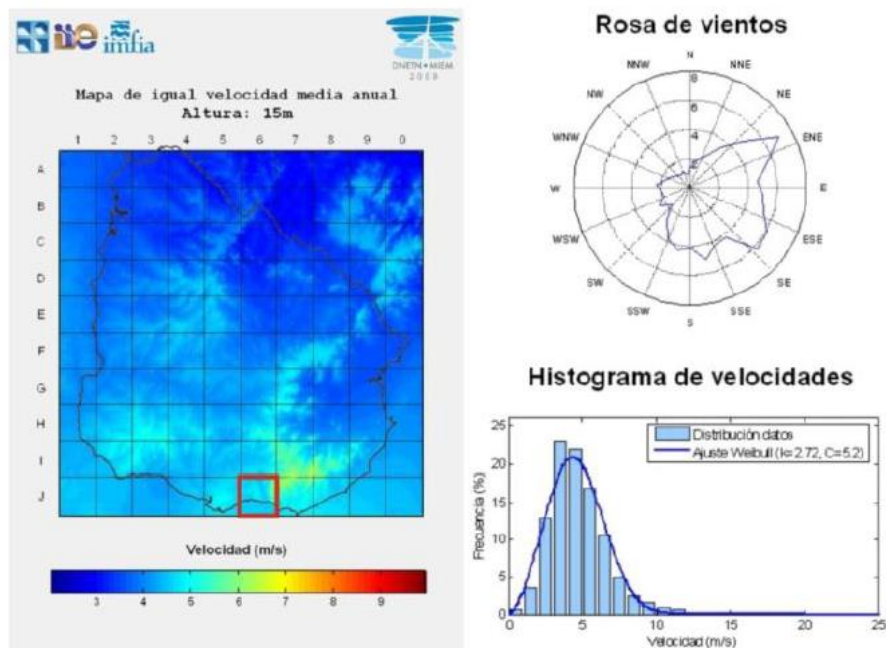 iie imfia
DNETN • MIEM
2009
Mapa de igual velocidad media anual
Altura: 15m
1 2 3 4 5 6 7 8 9 0
A
B
C
D
E
F
G
H
I
J
Velocidad (m/s)
3 4 5 6 7 8 9
Rosa de vientos
N
NNW NNE
NW NE
WNW ENE
W E
WSW ESE
SW SE
SSW SSE
S
8
6
4
2
Histograma de velocidades
Distribución datos
Ajuste Weibull (k=2.72, C=5.2)
Frecuencia (%)
25
20
15
10
5
0
0 5 10 15 20 25
Velocidad (m/s)